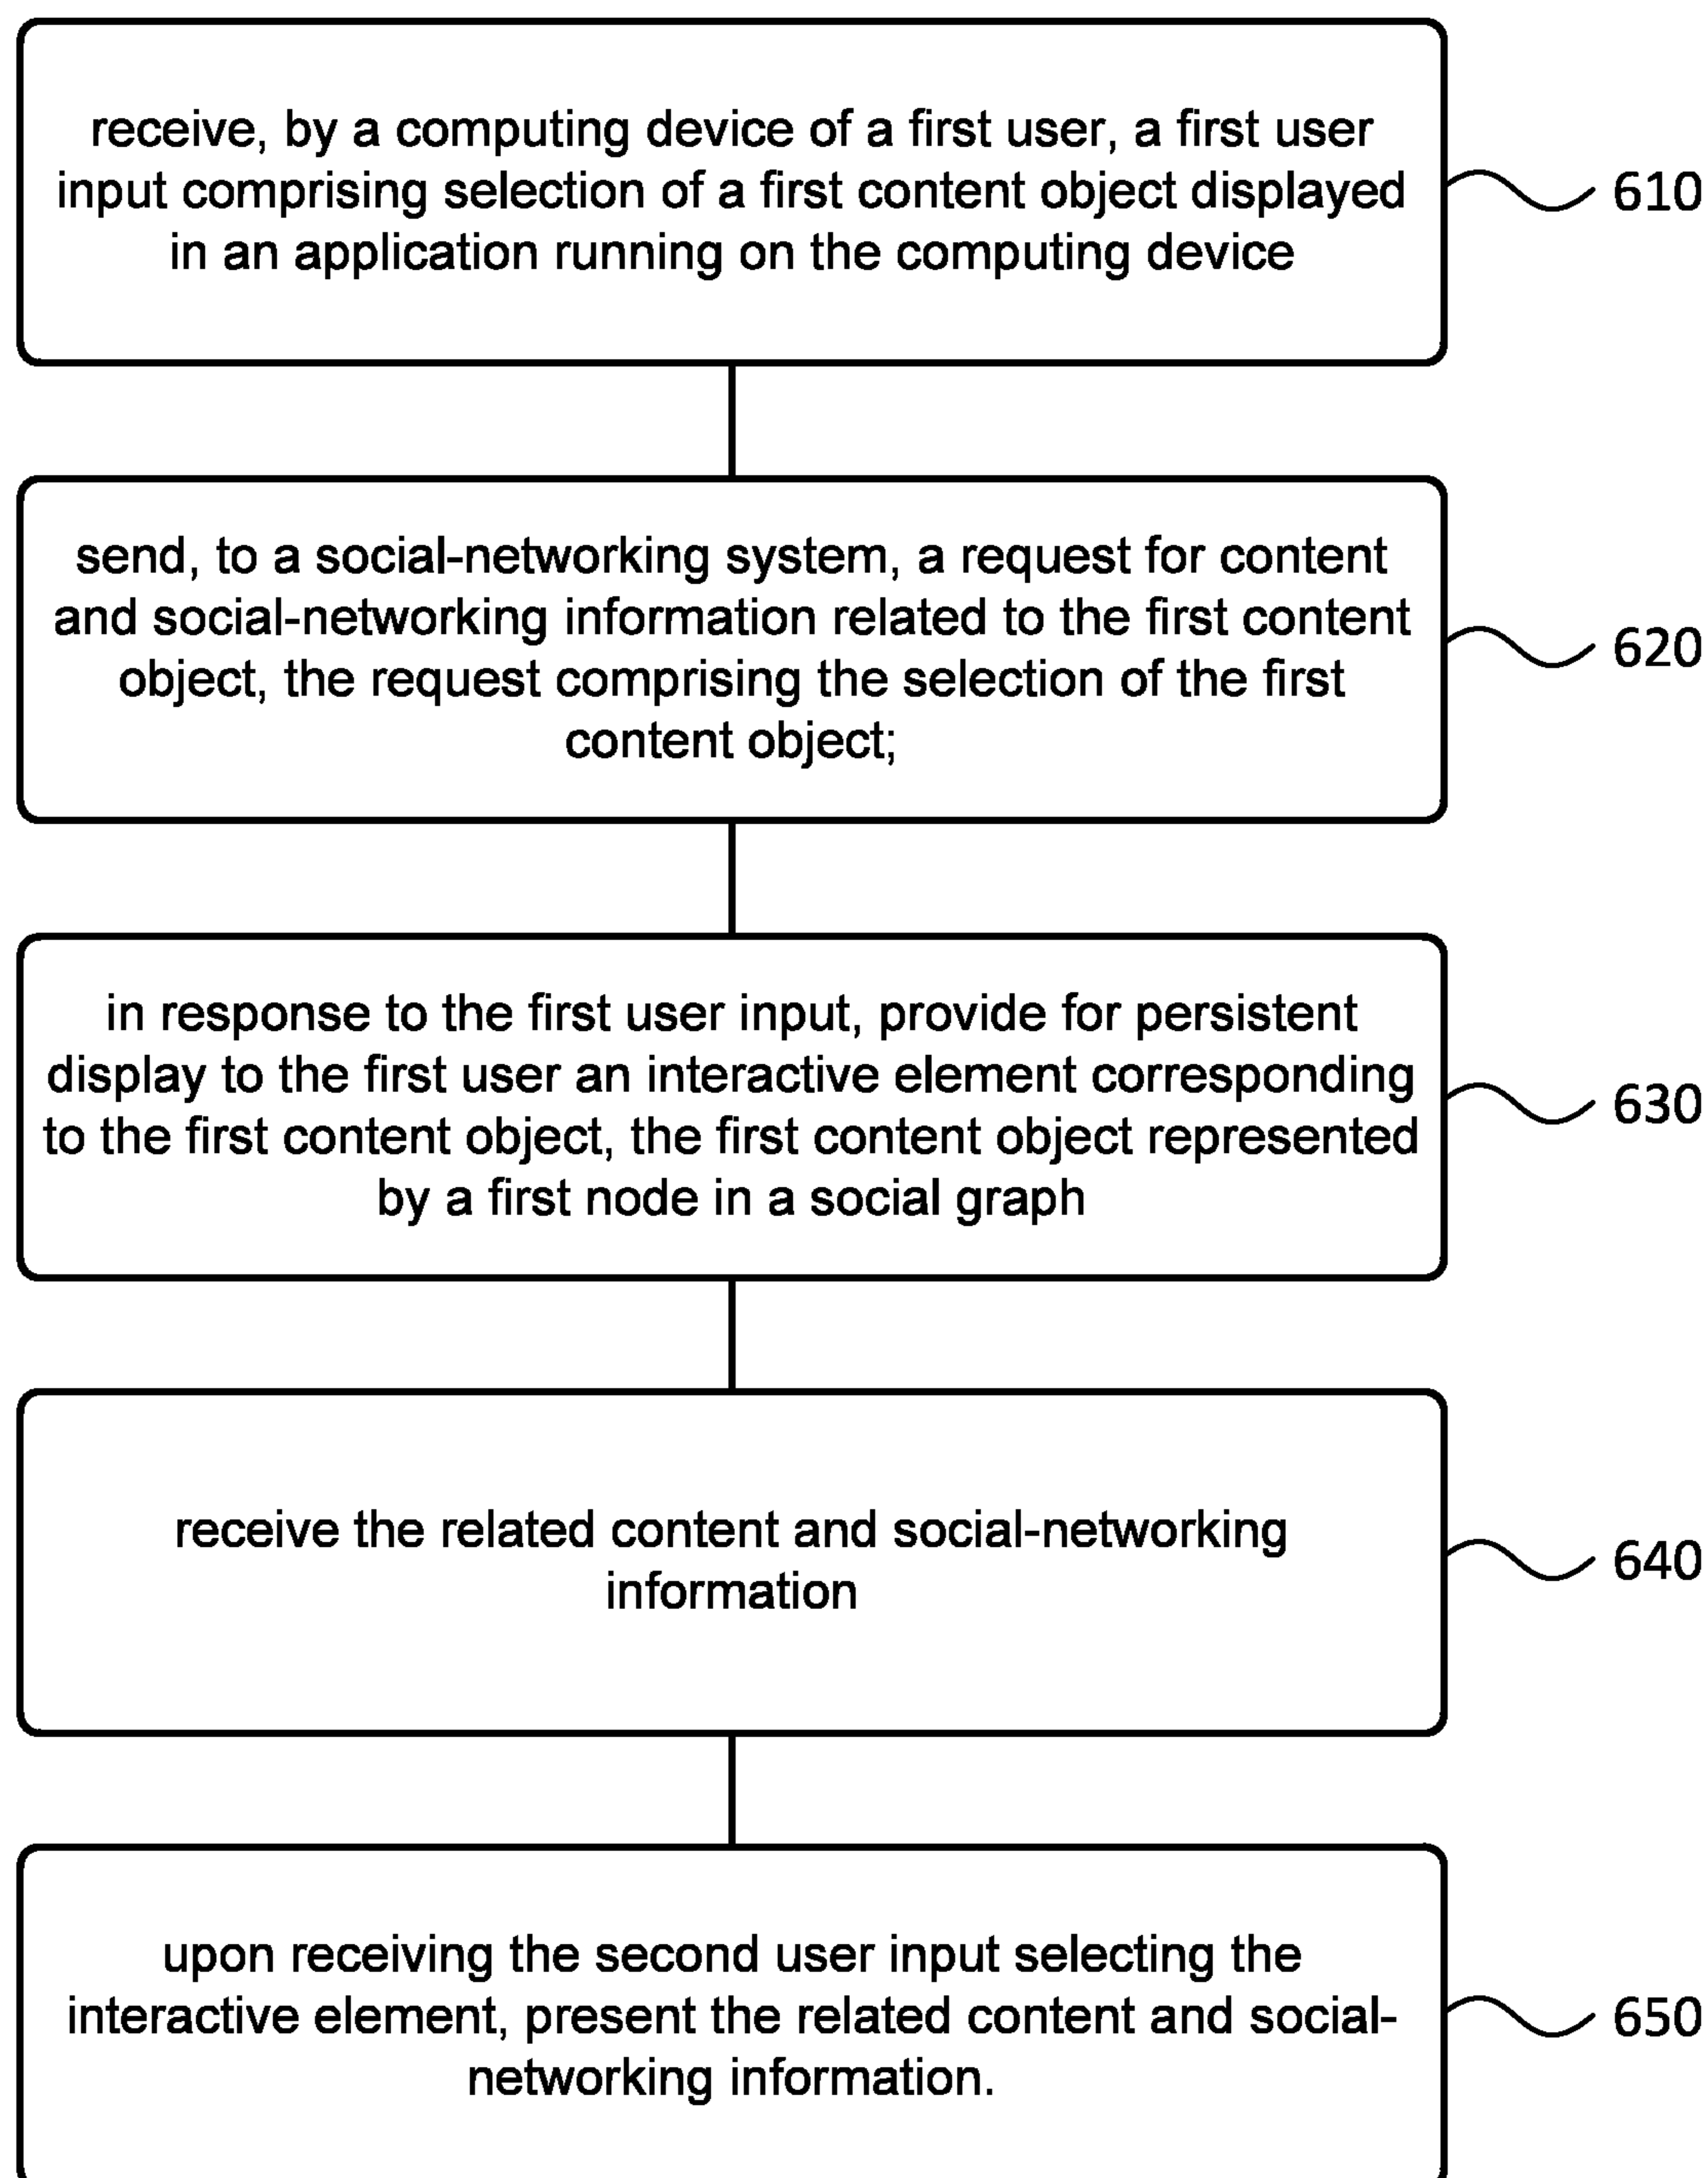 receive, by a computing device of a first user, a first user
input comprising selection of a first content object displayed
in an application running on the computing device
610
send, to a social-networking system, a request for content
and social-networking information related to the first content
object, the request comprising the selection of the first
content object;
620
in response to the first user input, provide for persistent
display to the first user an interactive element corresponding
to the first content object, the first content object represented
by a first node in a social graph
630
receive the related content and social-networking
information
640
upon receiving the second user input selecting the
interactive element, present the related content and social-
networking information.
650